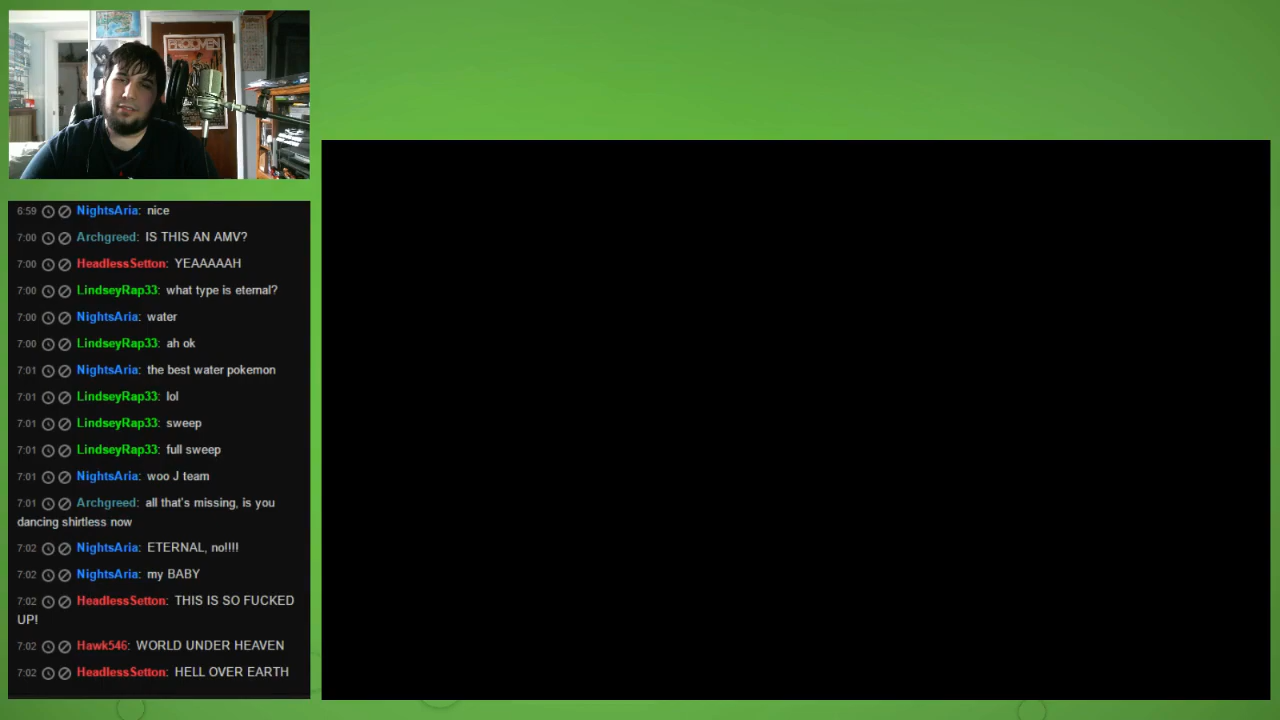 PROTOMEN
6:59 NightsAria: nice
7:00 Archgreed: IS THIS AN AMV?
7:00 HeadlessSetton: YEAAAAAH
7:00 LindseyRap33: what type is eternal?
7:00 NightsAria: water
7:00 LindseyRap33: ah ok
7:01 NightsAria: the best water pokemon
7:01 LindseyRap33: lol
7:01 LindseyRap33: sweep
7:01 LindseyRap33: full sweep
7:01 NightsAria: woo J team
7:01 Archgreed: all that's missing, is you
dancing shirtless now
7:02 NightsAria: ETERNAL, no!!!!
7:02 NightsAria: my BABY
7:02 HeadlessSetton: THIS IS SO FUCKED
UP!
7:02 Hawk546: WORLD UNDER HEAVEN
7:02 HeadlessSetton: HELL OVER EARTH